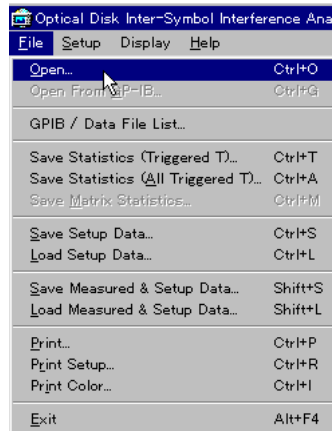 Optical Disk Inter-Symbol Interference Ana
File Setup Display Help
Open... Ctrl+O
Open From GP-IB... Ctrl+G
GPIB / Data File List...
Save Statistics (Triggered T)... Ctrl+T
Save Statistics (All Triggered T)... Ctrl+A
Save Matrix Statistics... Ctrl+M
Save Setup Data... Ctrl+S
Load Setup Data... Ctrl+L
Save Measured & Setup Data... Shift+S
Load Measured & Setup Data... Shift+L
Print... Ctrl+P
Print Setup... Ctrl+R
Print Color... Ctrl+I
Exit Alt+F4